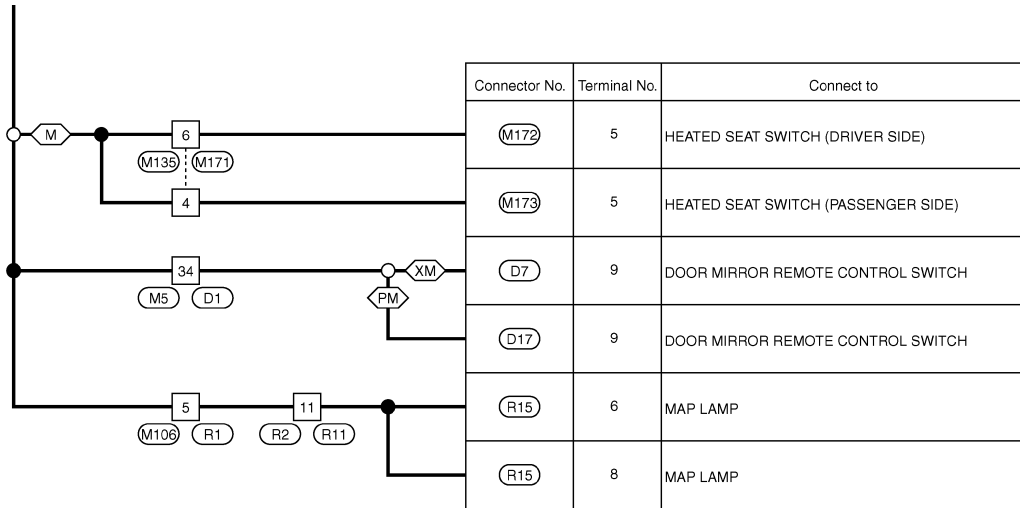 Connector No. Terminal No. Connect to
M 6 M172 5 HEATED SEAT SWITCH (DRIVER SIDE)
M135 M171
4 M173 5 HEATED SEAT SWITCH (PASSENGER SIDE)
34 XM D7 9 DOOR MIRROR REMOTE CONTROL SWITCH
M5 D1 PM
D17 9 DOOR MIRROR REMOTE CONTROL SWITCH
5 11 R15 6 MAP LAMP
M106 R1 R2 R11
R15 8 MAP LAMP